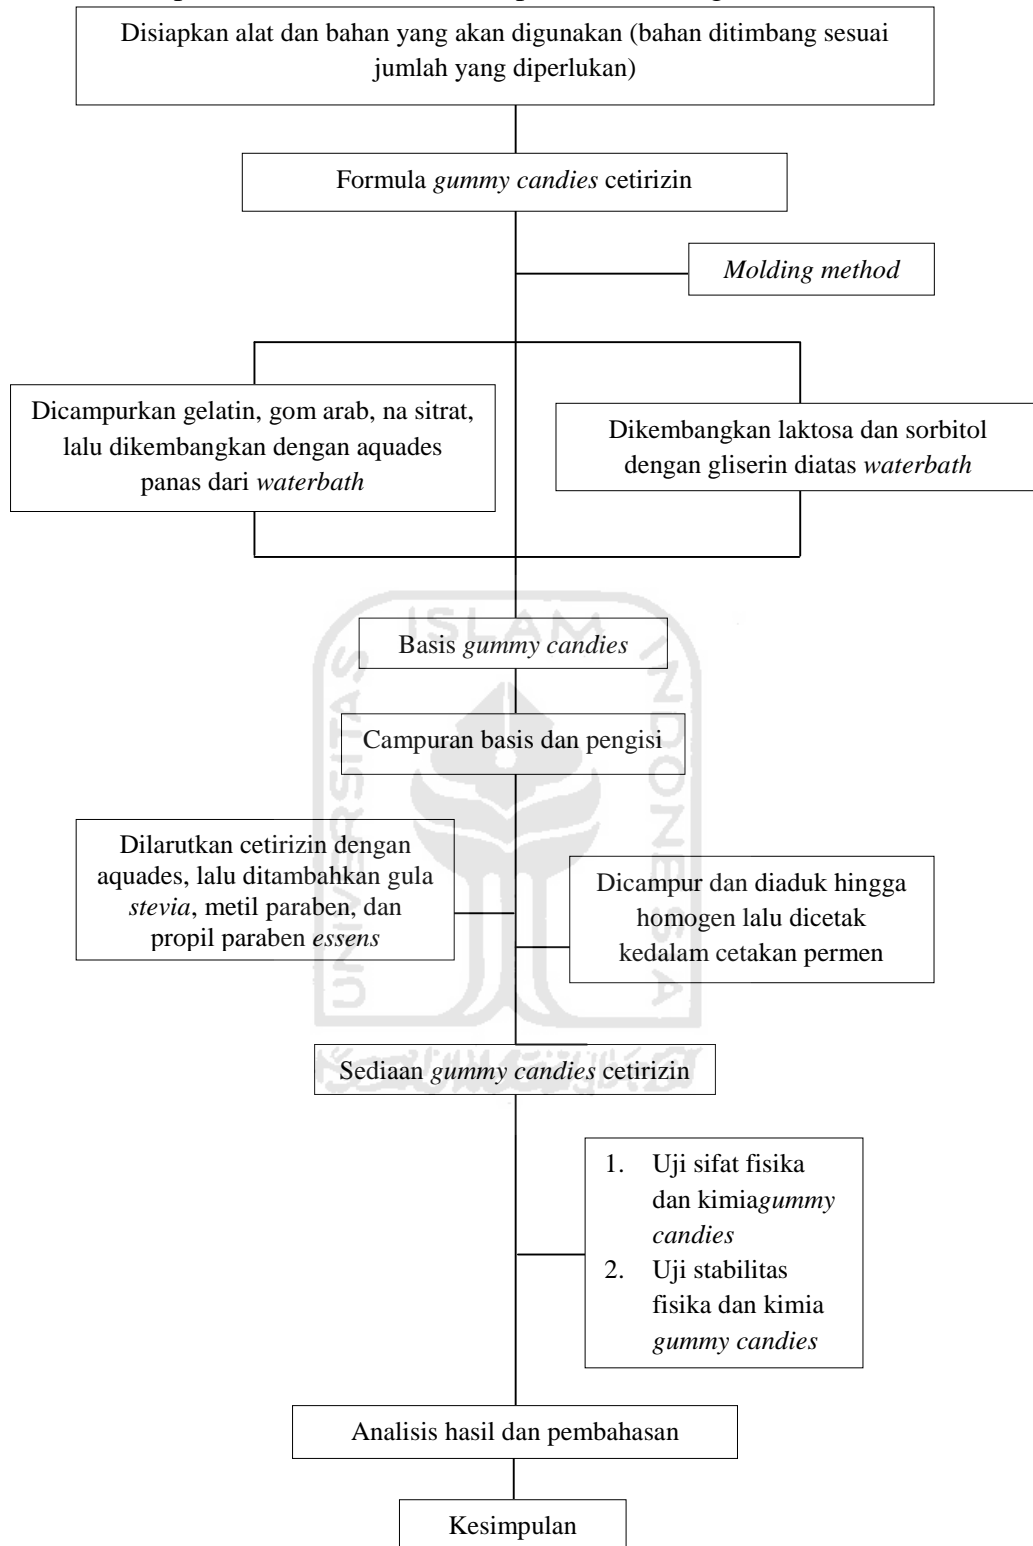 Disiapkan alat dan bahan yang akan digunakan (bahan ditimbang sesuai
jumlah yang diperlukan)
Formula gummy candies cetirizin
Molding method
Dicampurkan gelatin, gom arab, na sitrat,
lalu dikembangkan dengan aquades
panas dari waterbath
Dikembangkan laktosa dan sorbitol
dengan gliserin diatas waterbath
Basis gummy candies
Campuran basis dan pengisi
Dilarutkan cetirizin dengan
aquades, lalu ditambahkan gula
stevia, metil paraben, dan
propil paraben essens
Dicampur dan diaduk hingga
homogen lalu dicetak
kedalam cetakan permen
Sediaan gummy candies cetirizin
1. Uji sifat fisika
dan kimiagummy
candies
2. Uji stabilitas
fisika dan kimia
gummy candies
Analisis hasil dan pembahasan
Kesimpulan
UNIVERSITAS
ISLAM
INDONESIA